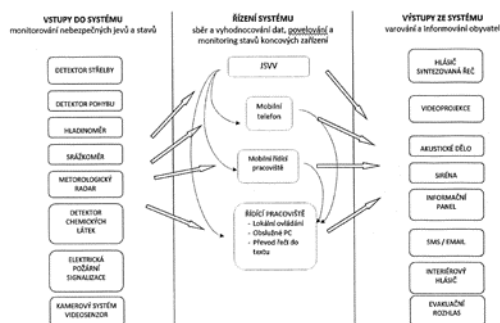 VSTUPY DO SYSTÉMU
monitorování nebezpečných jevů a stavů
DETEKTOR STŘELBY
DETEKTOR POHYBU
HLADINOMĚR
SRÁŽKOMĚR
METOROLOGICKÝ
RADAR
DETEKTOR
CHEMICKÝCH
LÁTEK
ELEKTRICKÁ
POŽÁRNÍ
SIGNALIZACE
KAMEROVÝ SYSTÉM
VIDEOSENZOR
ŘÍZENÍ SYSTÉMU
sběr a vyhodnocování dat, povelování a
monitoring stavů koncových zařízení
JSVV
Mobilní
telefon
Mobilní řídící
pracoviště
ŘÍDÍCÍ PRACOVIŠTĚ
- Lokální ovládání
- Obslužné PC
- Převod řeči do
textu
VÝSTUPY ZE SYSTÉMU
varování a informování obyvatel
HLÁSIČ
SYNTEZOVANÁ ŘEČ
VIDEOPROJEKCE
AKUSTICKÉ DĚLO
SIRÉNA
INFORMAČNÍ
PANEL
SMS / EMAIL
INTERIÉROVÝ
HLÁSIČ
EVAKUAČNÍ
ROZHLAS